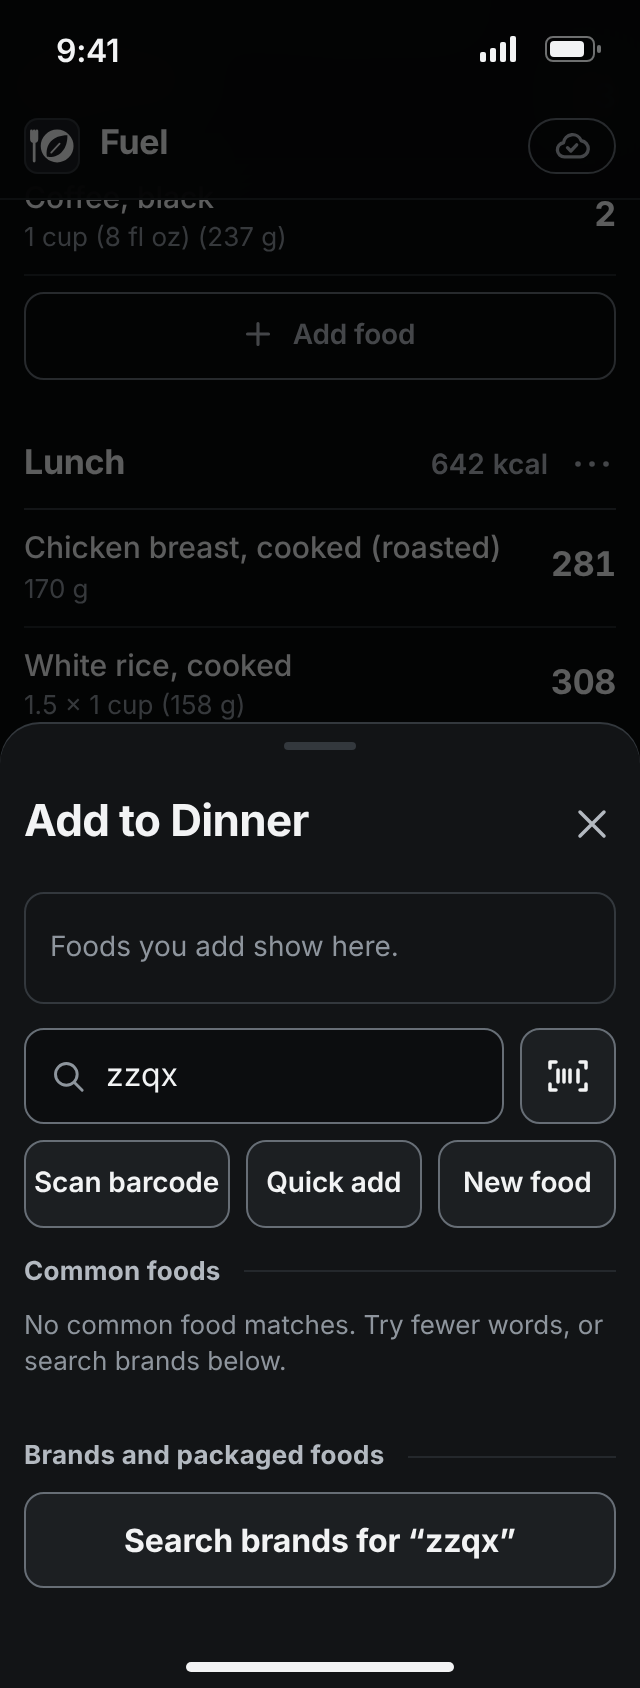 9:41
Fuel
Coffee, black
2
1 cup (8 fl oz) (237 g)
Add food
Lunch
642 kcal
Chicken breast, cooked (roasted)
281
170 g
White rice, cooked
308
1.5 × 1 cup (158 g)
Add to Dinner
Foods you add show here.
zzqx
Scan barcode
Quick add
New food
Common foods
No common food matches. Try fewer words, or
search brands below.
Brands and packaged foods
Search brands for “zzqx”